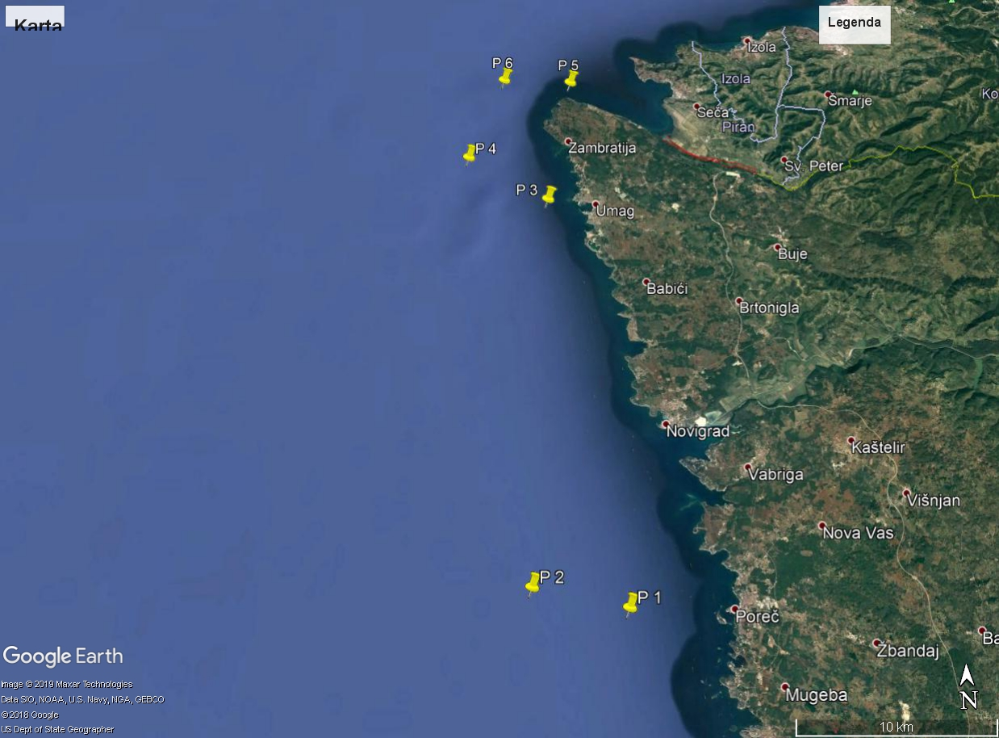 Karta
Legenda
Izola
P 6
P 5
Izola
Ko
Šmarje
Seča
Piran
Zambratija
P 4
Sv. Peter
P 3
Umag
Buje
Babići
Brtonigla
Novigrad
Kaštelir
Vabriga
Višnjan
Nova Vas
P 2
P 1
Poreč
Ba
Žbandaj
Google Earth
Image © 2019 Maxar Technologies
Data SIO, NOAA, U.S. Navy, NGA, GEBCO
© 2018 Google
US Dept of State Geographer
Mugeba
N
10 km